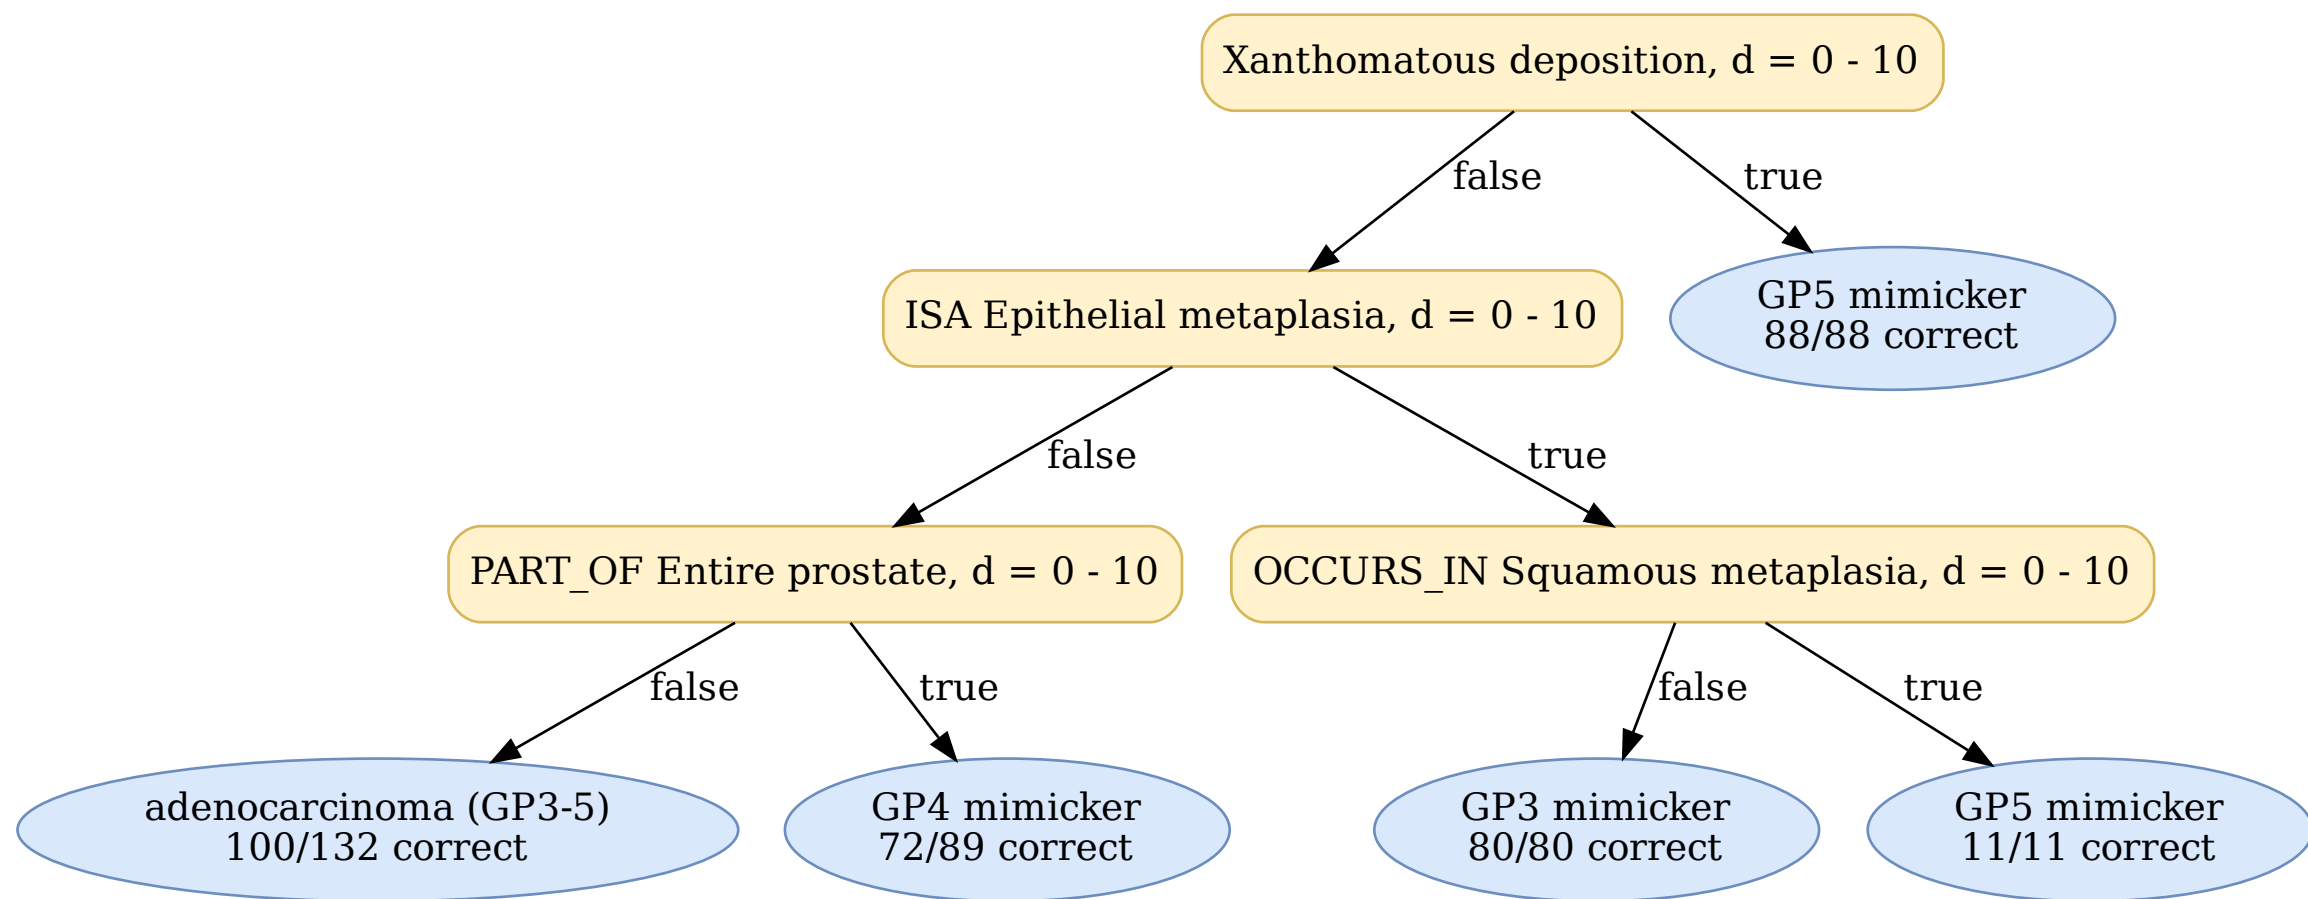 Xanthomatous deposition, d = 0 - 10
false
true
ISA Epithelial metaplasia, d = 0 - 10
GP5 mimicker
88/88 correct
false
true
PART_OF Entire prostate, d = 0 - 10
OCCURS_IN Squamous metaplasia, d = 0 - 10
false
true
false
true
adenocarcinoma (GP3-5)
100/132 correct
GP4 mimicker
72/89 correct
GP3 mimicker
80/80 correct
GP5 mimicker
11/11 correct